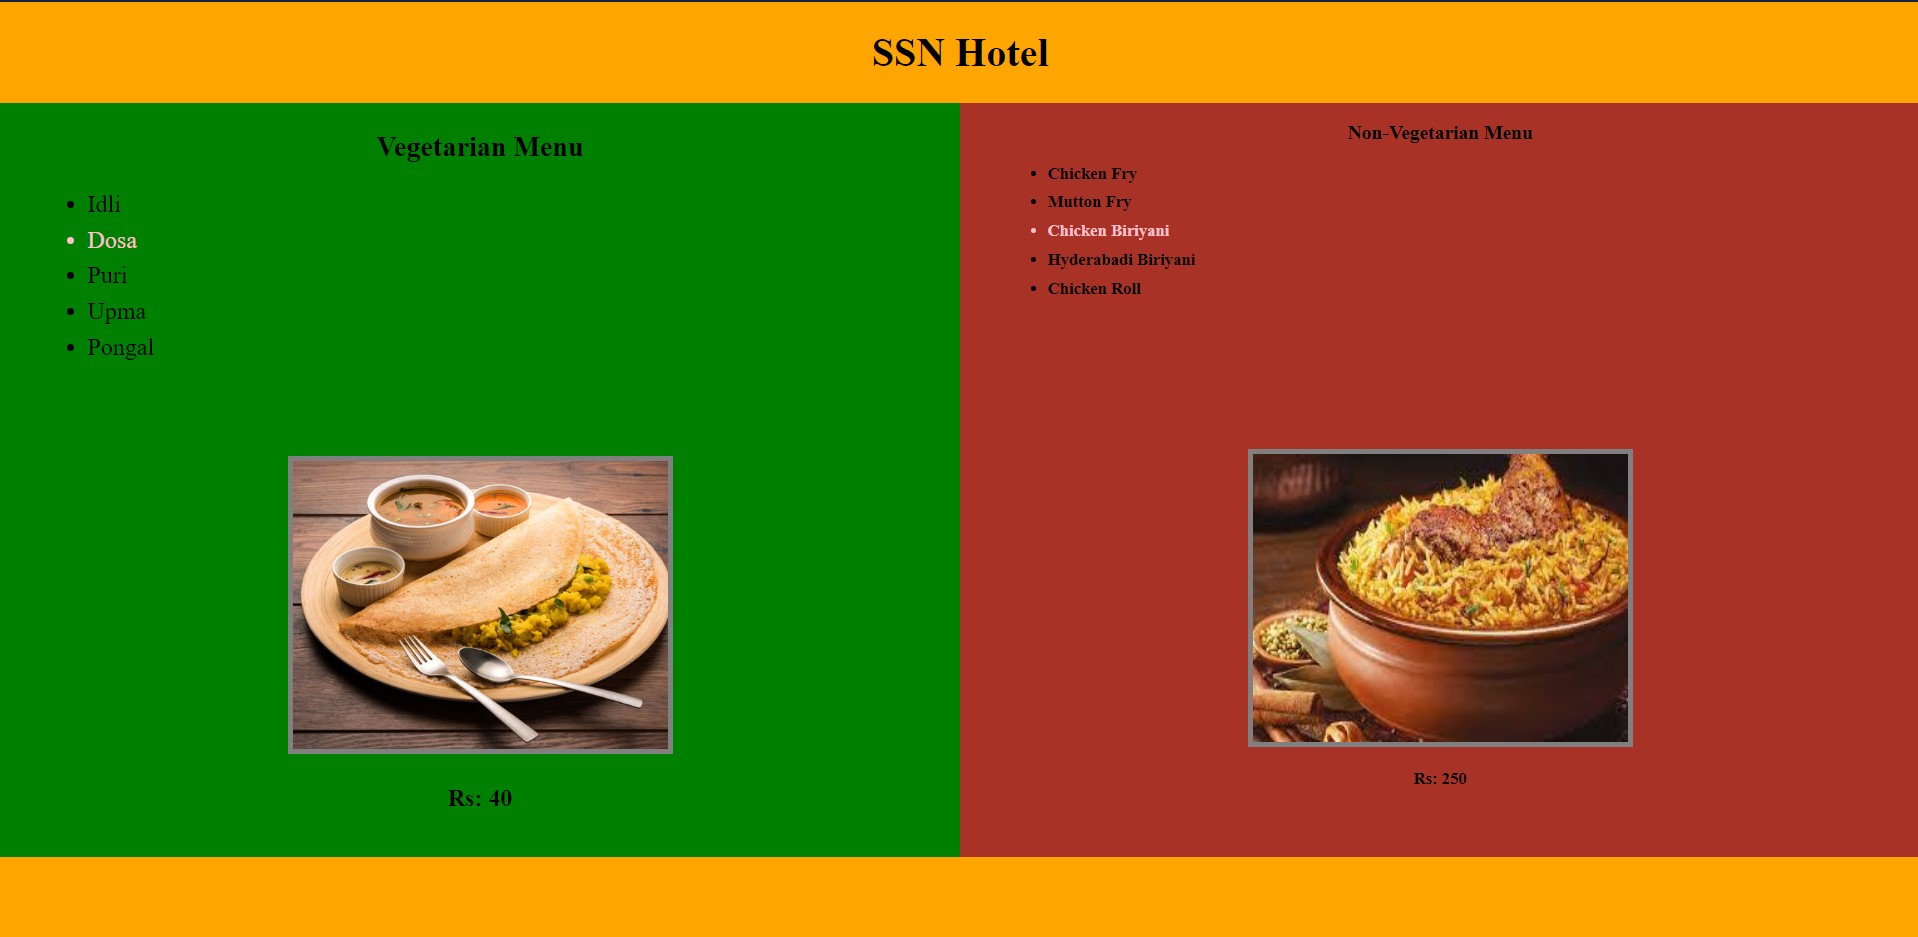 SSN Hotel
Vegetarian Menu
Idli
Dosa
Puri
Upma
Pongal
Rs: 40
Non-Vegetarian Menu
Chicken Fry
Mutton Fry
Chicken Biriyani
Hyderabadi Biriyani
Chicken Roll
Rs: 250